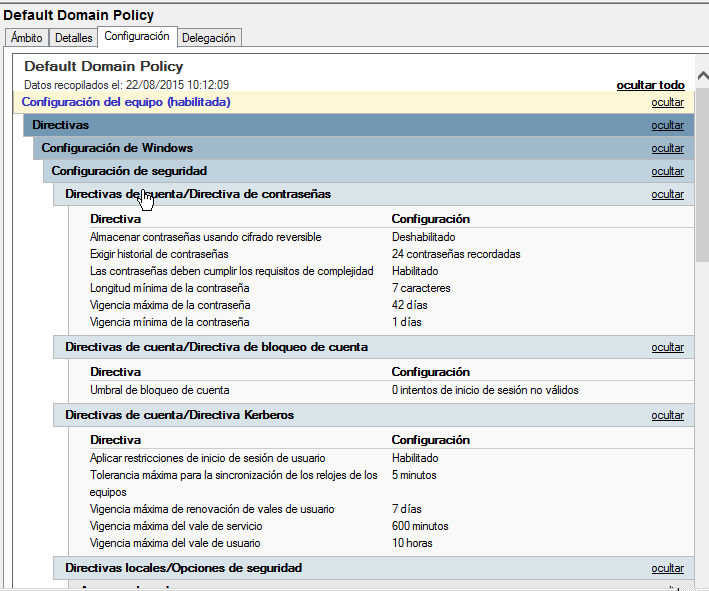 Default Domain Policy
Ámbito Detalles Configuración Delegación
Default Domain Policy
Datos recopilados el: 22/08/2015 10:12:09 ocultar todo
Configuración del equipo (habilitada) ocultar
Directivas ocultar
Configuración de Windows ocultar
Configuración de seguridad ocultar
Directivas de cuenta/Directiva de contraseñas ocultar
Directiva Configuración
Almacenar contraseñas usando cifrado reversible Deshabilitado
Exigir historial de contraseñas 24 contraseñas recordadas
Las contraseñas deben cumplir los requisitos de complejidad Habilitado
Longitud mínima de la contraseña 7 caracteres
Vigencia máxima de la contraseña 42 días
Vigencia mínima de la contraseña 1 días
Directivas de cuenta/Directiva de bloqueo de cuenta ocultar
Directiva Configuración
Umbral de bloqueo de cuenta 0 intentos de inicio de sesión no válidos
Directivas de cuenta/Directiva Kerberos ocultar
Directiva Configuración
Aplicar restricciones de inicio de sesión de usuario Habilitado
Tolerancia máxima para la sincronización de los relojes de los 5 minutos
equipos
Vigencia máxima de renovación de vales de usuario 7 días
Vigencia máxima del vale de servicio 600 minutos
Vigencia máxima del vale de usuario 10 horas
Directivas locales/Opciones de seguridad ocultar